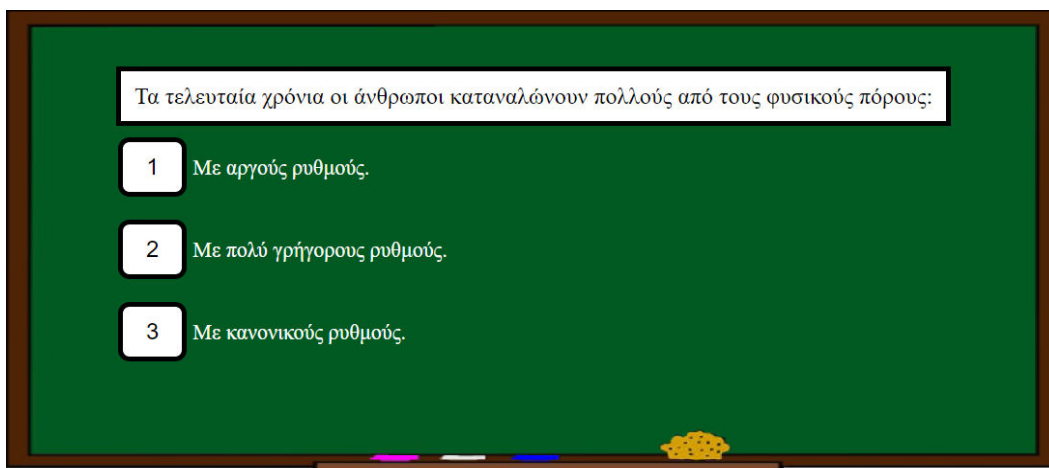 Τα τελευταία χρόνια οι άνθρωποι καταναλώνουν πολλούς από τους φυσικούς πόρους:
1 Με αργούς ρυθμούς.
2 Με πολύ γρήγορους ρυθμούς.
3 Με κανονικούς ρυθμούς.